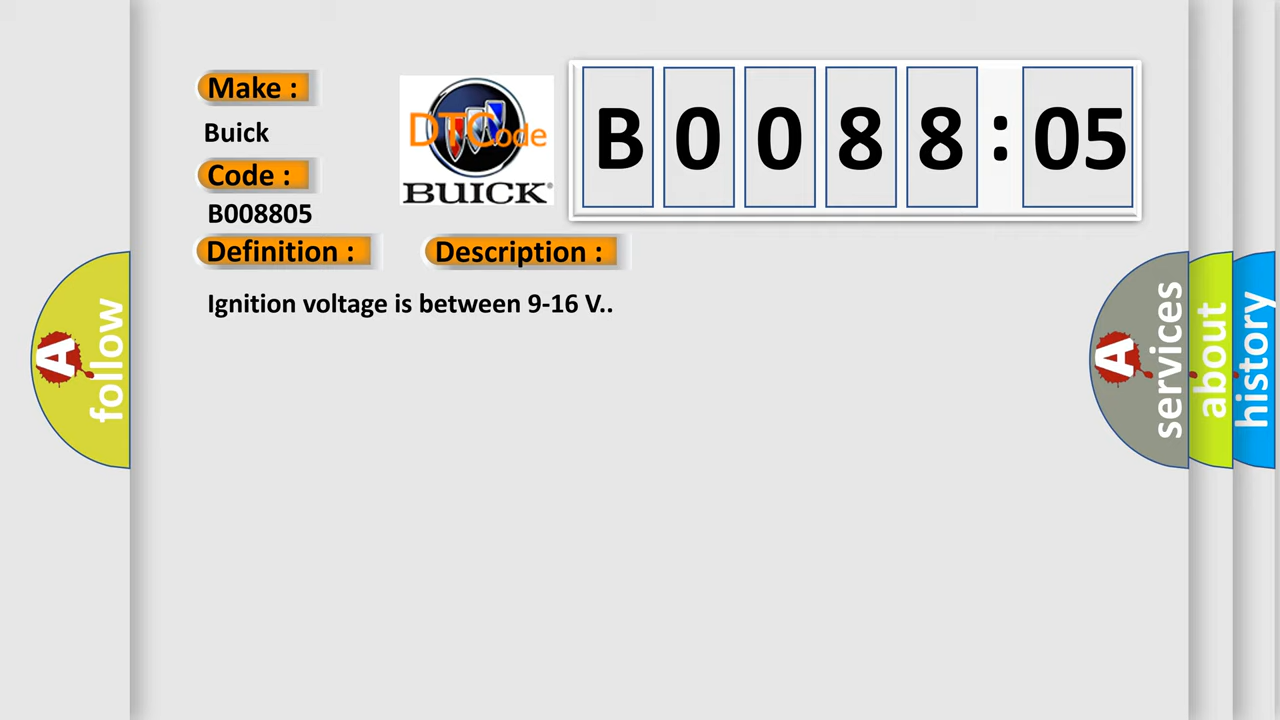 Make :
Buick
Code :
B008805
Definition :
Description :
Ignition voltage is between 9-16 V..
DTCode
BUICK®
B 0 0 8 8 : 05
A follow
A services
about
history